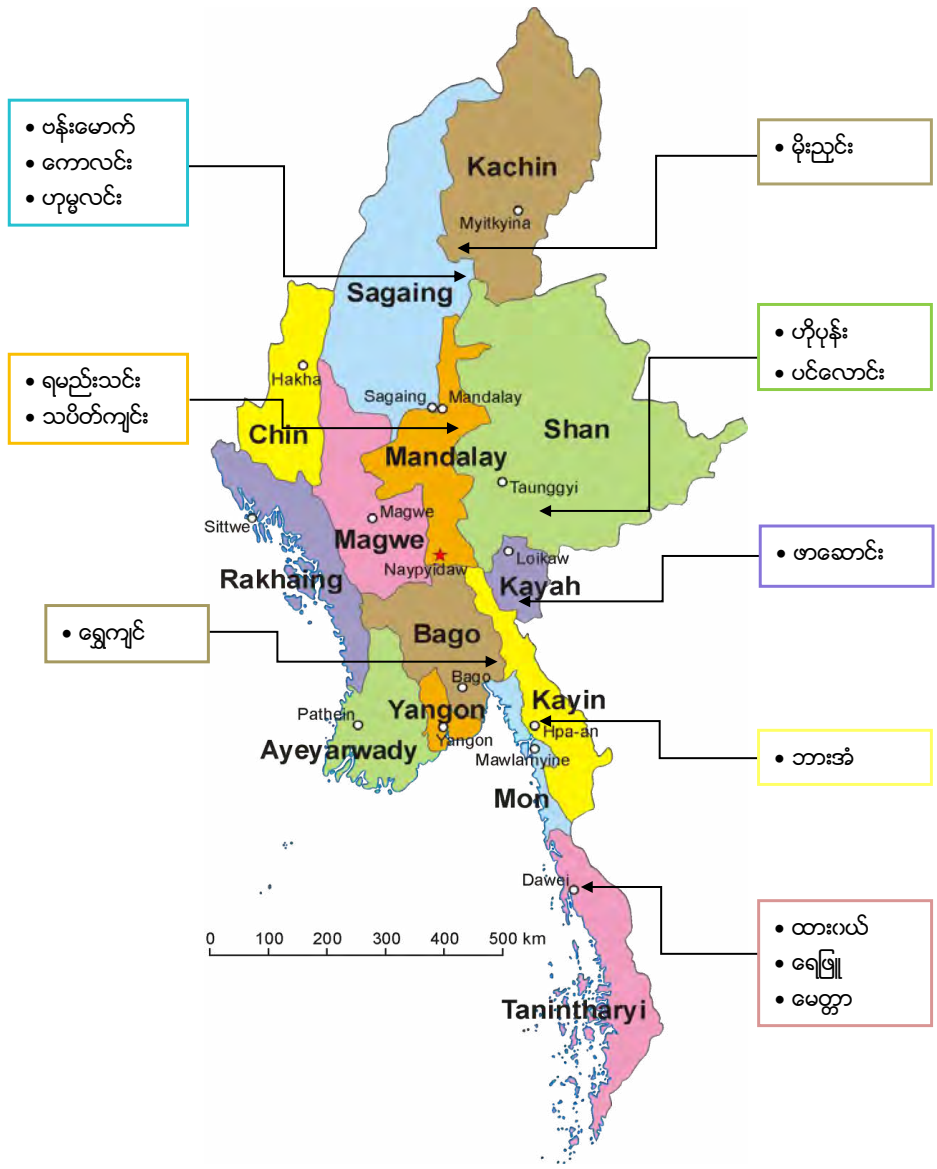 • ဗန်းမောက်
• ကောလင်း
• ဟုမ္မလင်း
• မိုးညှင်း
Kachin
Myitkyina
Sagaing
• ဟိုပုန်း
• ပင်လောင်း
• ရမည်းသင်း
• သပိတ်ကျင်း
Hakha
Sagaing
Mandalay
Chin
Shan
Mandalay
Taunggyi
Magwe
Sittwe
Magwe
Loikaw
Naypyidaw
Rakhaing
Kayah
• ဖာဆောင်း
• ရွှေကျင်
Bago
Bago
Kayin
Yangon
Pathein
Hpa-an
Yangon
Ayeyarwady
Mawlamyine
• ဘားအံ
Mon
Dawei
• ထားဂယ်
• ရေဖြူ
• မေတ္တာ
0 100 200 300 400 500 km
Tanintharyi